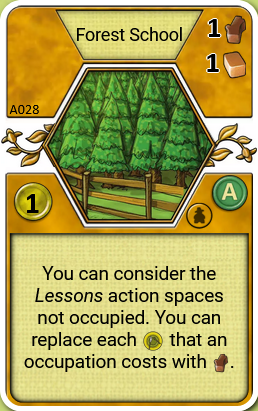 Forest School
1
1
A028
1
A
You can consider the
Lessons action spaces
not occupied. You can
replace each that an
occupation costs with .